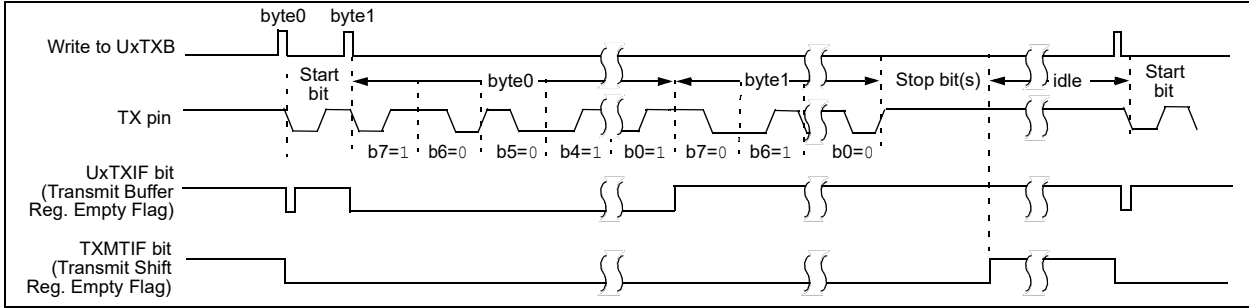 byte0 byte1
Write to UxTXB
Start
bit
byte0
byte1
Stop bit(s)
idle
Start
bit
TX pin
b7=1 b6=0 b5=0 b4=1 b0=1 b7=0 b6=1 b0=0
UxTXIF bit
(Transmit Buffer
Reg. Empty Flag)
TXMTIF bit
(Transmit Shift
Reg. Empty Flag)